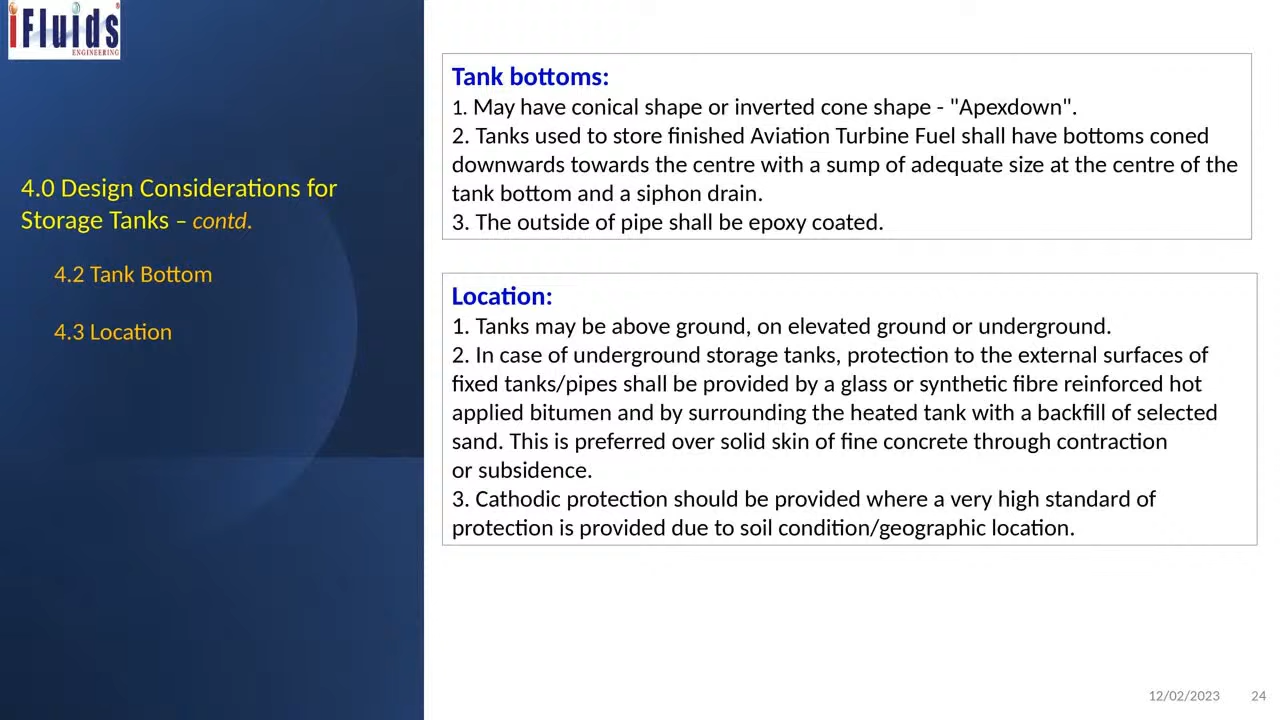 iFluids
ENGINEERING
4.0 Design Considerations for
Storage Tanks – contd.
4.2 Tank Bottom
4.3 Location
Tank bottoms:
1. May have conical shape or inverted cone shape - "Apexdown".
2. Tanks used to store finished Aviation Turbine Fuel shall have bottoms coned
downwards towards the centre with a sump of adequate size at the centre of the
tank bottom and a siphon drain.
3. The outside of pipe shall be epoxy coated.
Location:
1. Tanks may be above ground, on elevated ground or underground.
2. In case of underground storage tanks, protection to the external surfaces of
fixed tanks/pipes shall be provided by a glass or synthetic fibre reinforced hot
applied bitumen and by surrounding the heated tank with a backfill of selected
sand. This is preferred over solid skin of fine concrete through contraction
or subsidence.
3. Cathodic protection should be provided where a very high standard of
protection is provided due to soil condition/geographic location.
12/02/2023 24